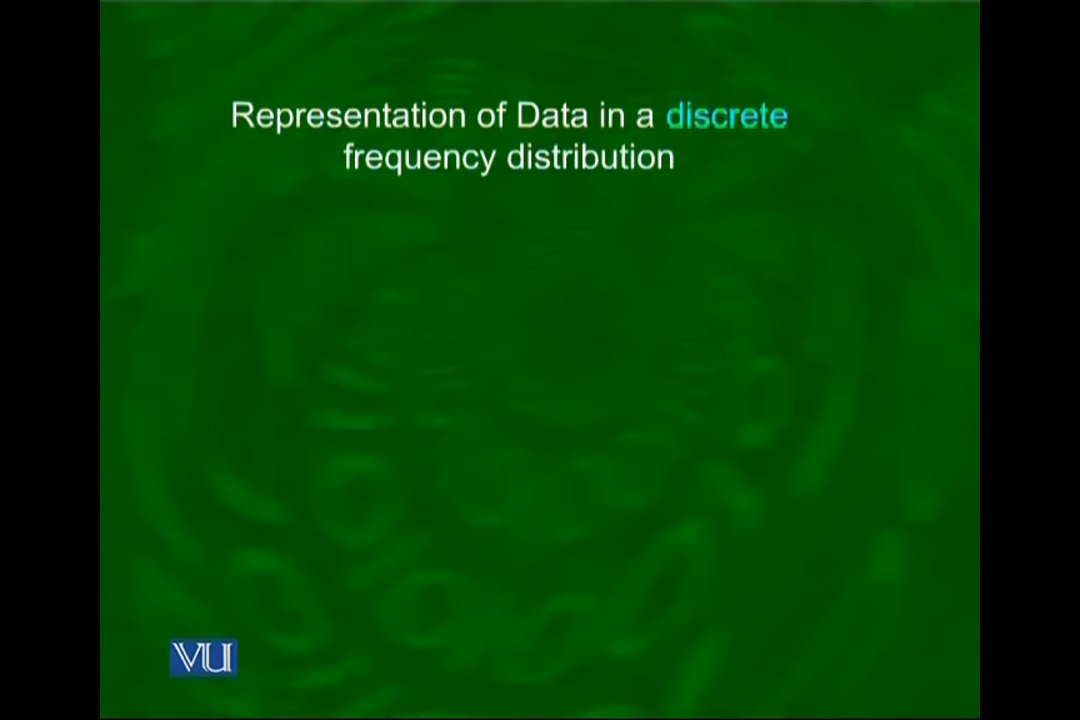 Representation of Data in a discrete
frequency distribution
VU